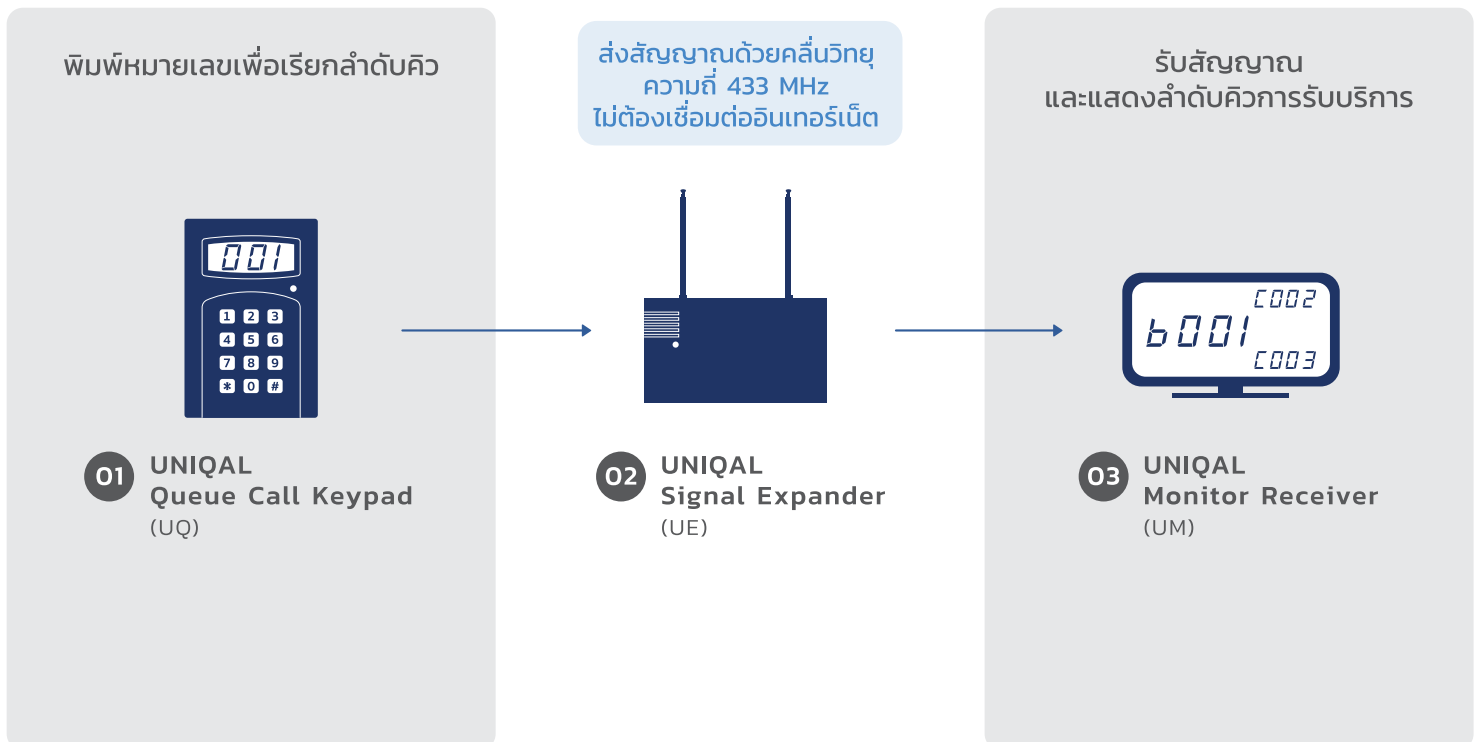 พิมพ์หมายเลขเพื่อเรียกลำดับคิว
ส่งสัญญาณด้วยคลื่นวิทยุ
ความถี่ 433 MHz
ไม่ต้องเชื่อมต่ออินเทอร์เน็ต
รับสัญญาณ
และแสดงลำดับคิวการรับบริการ
001
1 2 3
4 5 6
7 8 9
* 0 #
C002
b001
C003
01 UNIQAL
Queue Call Keypad
(UQ)
02 UNIQAL
Signal Expander
(UE)
03 UNIQAL
Monitor Receiver
(UM)